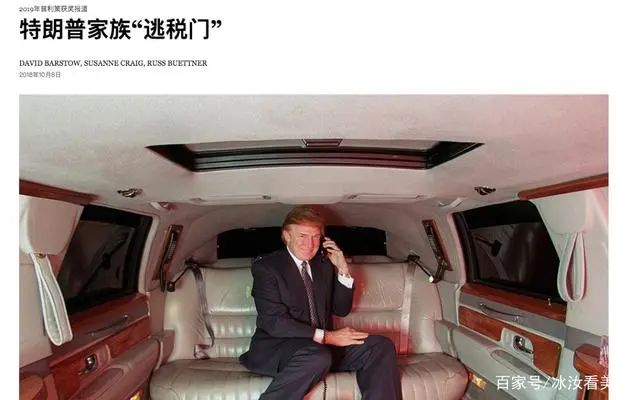 2019年普利策获奖报道
特朗普家族“逃税门”
DAVID BARSTOW, SUSANNE CRAIG, RUSS BUETTNER
2018年10月8日
百家号/冰汝看美